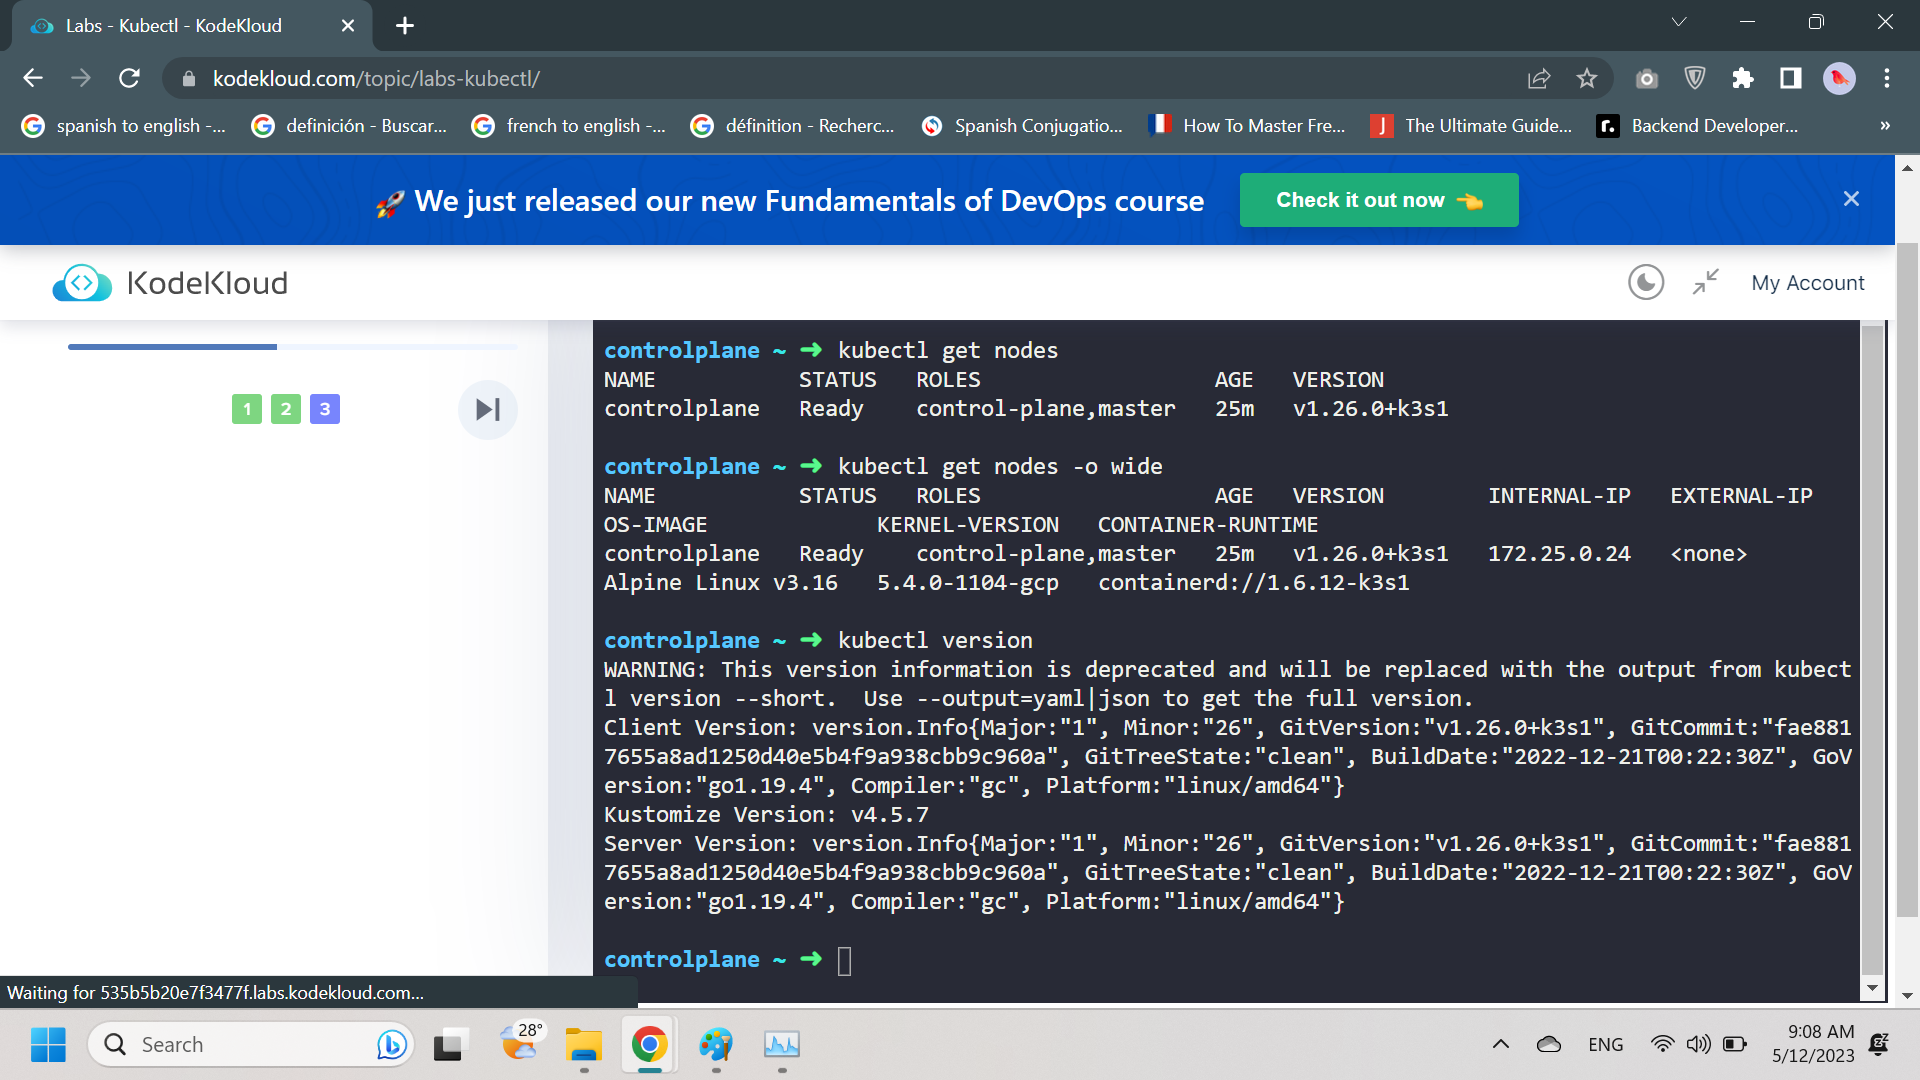 Labs - Kubectl - KodeKloud
kodekloud.com/topic/labs-kubectl/
spanish to english -...
definición - Buscar...
french to english -...
définition - Recherc...
Spanish Conjugatio...
How To Master Fre...
J
The Ultimate Guide...
r.
Backend Developer...
»
🚀 We just released our new Fundamentals of DevOps course
Check it out now 👈
KodeKloud
My Account
1 2 3
controlplane ~ ➜ kubectl get nodes
NAME STATUS ROLES AGE VERSION
controlplane Ready control-plane,master 25m v1.26.0+k3s1
controlplane ~ ➜ kubectl get nodes -o wide
NAME STATUS ROLES AGE VERSION INTERNAL-IP EXTERNAL-IP
OS-IMAGE KERNEL-VERSION CONTAINER-RUNTIME
controlplane Ready control-plane,master 25m v1.26.0+k3s1 172.25.0.24 <none>
Alpine Linux v3.16 5.4.0-1104-gcp containerd://1.6.12-k3s1
controlplane ~ ➜ kubectl version
WARNING: This version information is deprecated and will be replaced with the output from kubect
l version --short. Use --output=yaml|json to get the full version.
Client Version: version.Info{Major:"1", Minor:"26", GitVersion:"v1.26.0+k3s1", GitCommit:"fae881
7655a8ad1250d40e5b4f9a938cbb9c960a", GitTreeState:"clean", BuildDate:"2022-12-21T00:22:30Z", GoV
ersion:"go1.19.4", Compiler:"gc", Platform:"linux/amd64"}
Kustomize Version: v4.5.7
Server Version: version.Info{Major:"1", Minor:"26", GitVersion:"v1.26.0+k3s1", GitCommit:"fae881
7655a8ad1250d40e5b4f9a938cbb9c960a", GitTreeState:"clean", BuildDate:"2022-12-21T00:22:30Z", GoV
ersion:"go1.19.4", Compiler:"gc", Platform:"linux/amd64"}
controlplane ~ ➜
Waiting for 535b5b20e7f3477f.labs.kodekloud.com...
Search
28°
ENG
9:08 AM
5/12/2023